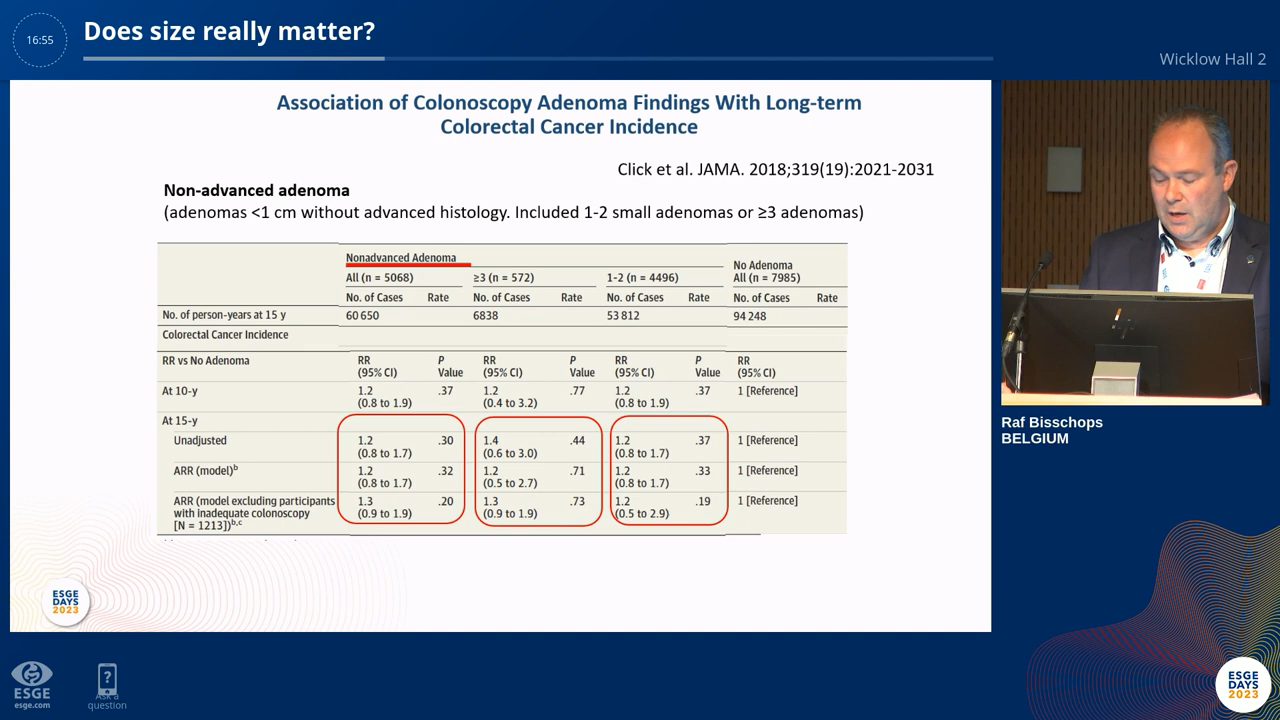 16:55
Does size really matter?
Wicklow Hall 2
Association of Colonoscopy Adenoma Findings With Long-term
Colorectal Cancer Incidence
Click et al. JAMA. 2018;319(19):2021-2031
Non-advanced adenoma
(adenomas <1 cm without advanced histology. Included 1-2 small adenomas or ≥3 adenomas)
Nonadvanced Adenoma
No Adenoma
All (n = 5068) ≥3 (n = 572) 1-2 (n = 4496) All (n = 7985)
No. of Cases Rate No. of Cases Rate No. of Cases Rate No. of Cases Rate
No. of person-years at 15 y 60 650 6838 53 812 94 248
Colorectal Cancer Incidence
RR vs No Adenoma RR P RR P RR P RR
(95% CI) Value (95% CI) Value (95% CI) Value (95% CI)
At 10-y 1.2 .37 1.2 .77 1.2 .37 1 [Reference]
(0.8 to 1.9) (0.4 to 3.2) (0.8 to 1.9)
At 15-y
Unadjusted 1.2 .30 1.4 .44 1.2 .37 1 [Reference]
(0.8 to 1.7) (0.6 to 3.0) (0.8 to 1.7)
ARR (model)b 1.2 .32 1.2 .71 1.2 .33 1 [Reference]
(0.8 to 1.7) (0.5 to 2.7) (0.8 to 1.7)
ARR (model excluding participants 1.3 .20 1.3 .73 1.2 .19 1 [Reference]
with inadequate colonoscopy (0.9 to 1.9) (0.9 to 1.9) (0.5 to 2.9)
[N = 1213])b,c
ESGE
DAYS
2023
Raf Bisschops
BELGIUM
ESGE
esge.com
?
Ask a
question
ESGE
DAYS
2023